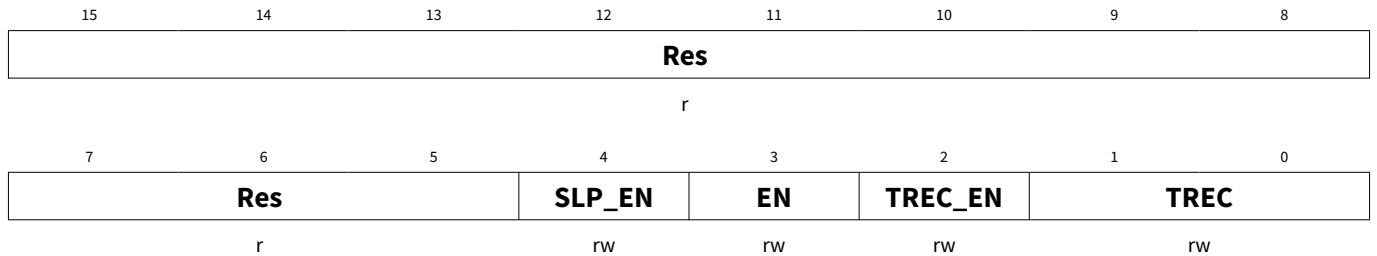 15 14 13 12 11 10 9 8
Res
r
7 6 5 4 3 2 1 0
Res SLP_EN EN TREC_EN TREC
r rw rw rw rw